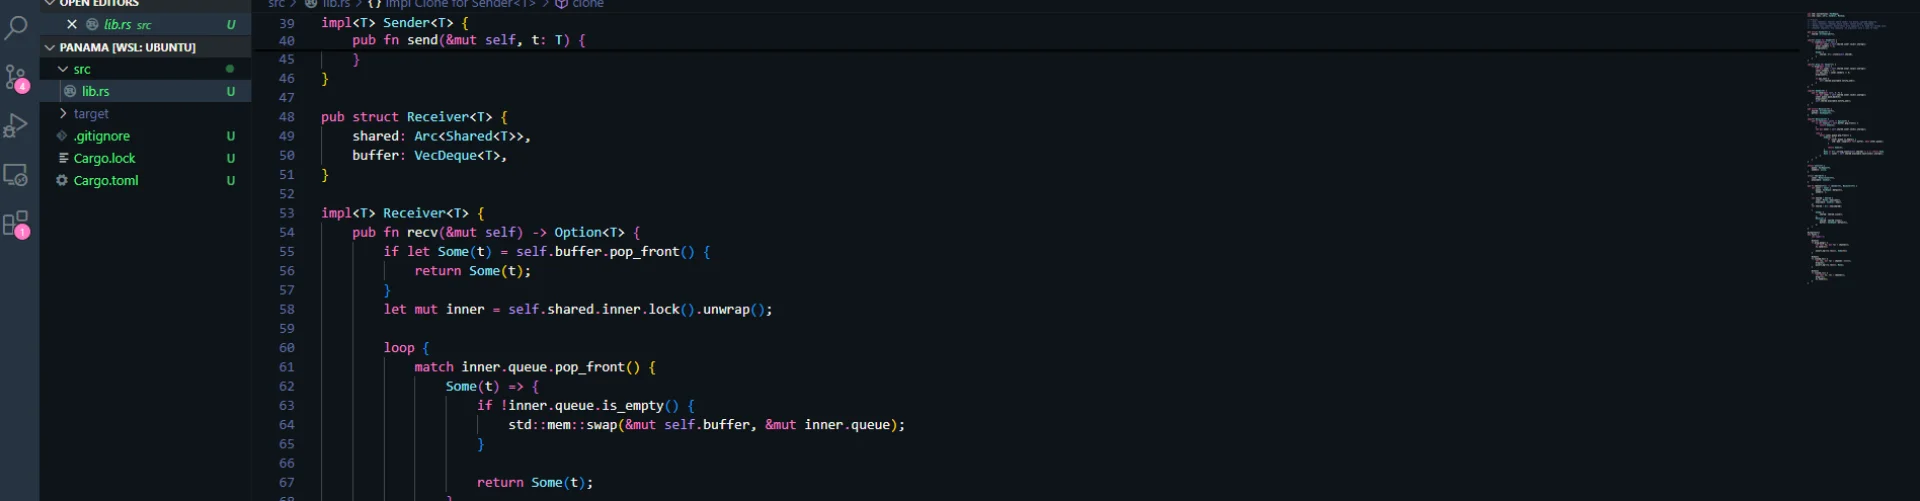 OPEN EDITORS
lib.rs src U
PANAMA [WSL: UBUNTU]
src
lib.rs U
target
.gitignore U
Cargo.lock U
Cargo.toml U
4
1
src > lib.rs > {} impl Clone for Sender<T> > clone
39 impl<T> Sender<T> {
40 pub fn send(&mut self, t: T) {
45 }
46 }
47
48 pub struct Receiver<T> {
49 shared: Arc<Shared<T>>,
50 buffer: VecDeque<T>,
51 }
52
53 impl<T> Receiver<T> {
54 pub fn recv(&mut self) -> Option<T> {
55 if let Some(t) = self.buffer.pop_front() {
56 return Some(t);
57 }
58 let mut inner = self.shared.inner.lock().unwrap();
59
60 loop {
61 match inner.queue.pop_front() {
62 Some(t) => {
63 if !inner.queue.is_empty() {
64 std::mem::swap(&mut self.buffer, &mut inner.queue);
65 }
66
67 return Some(t);
68 }